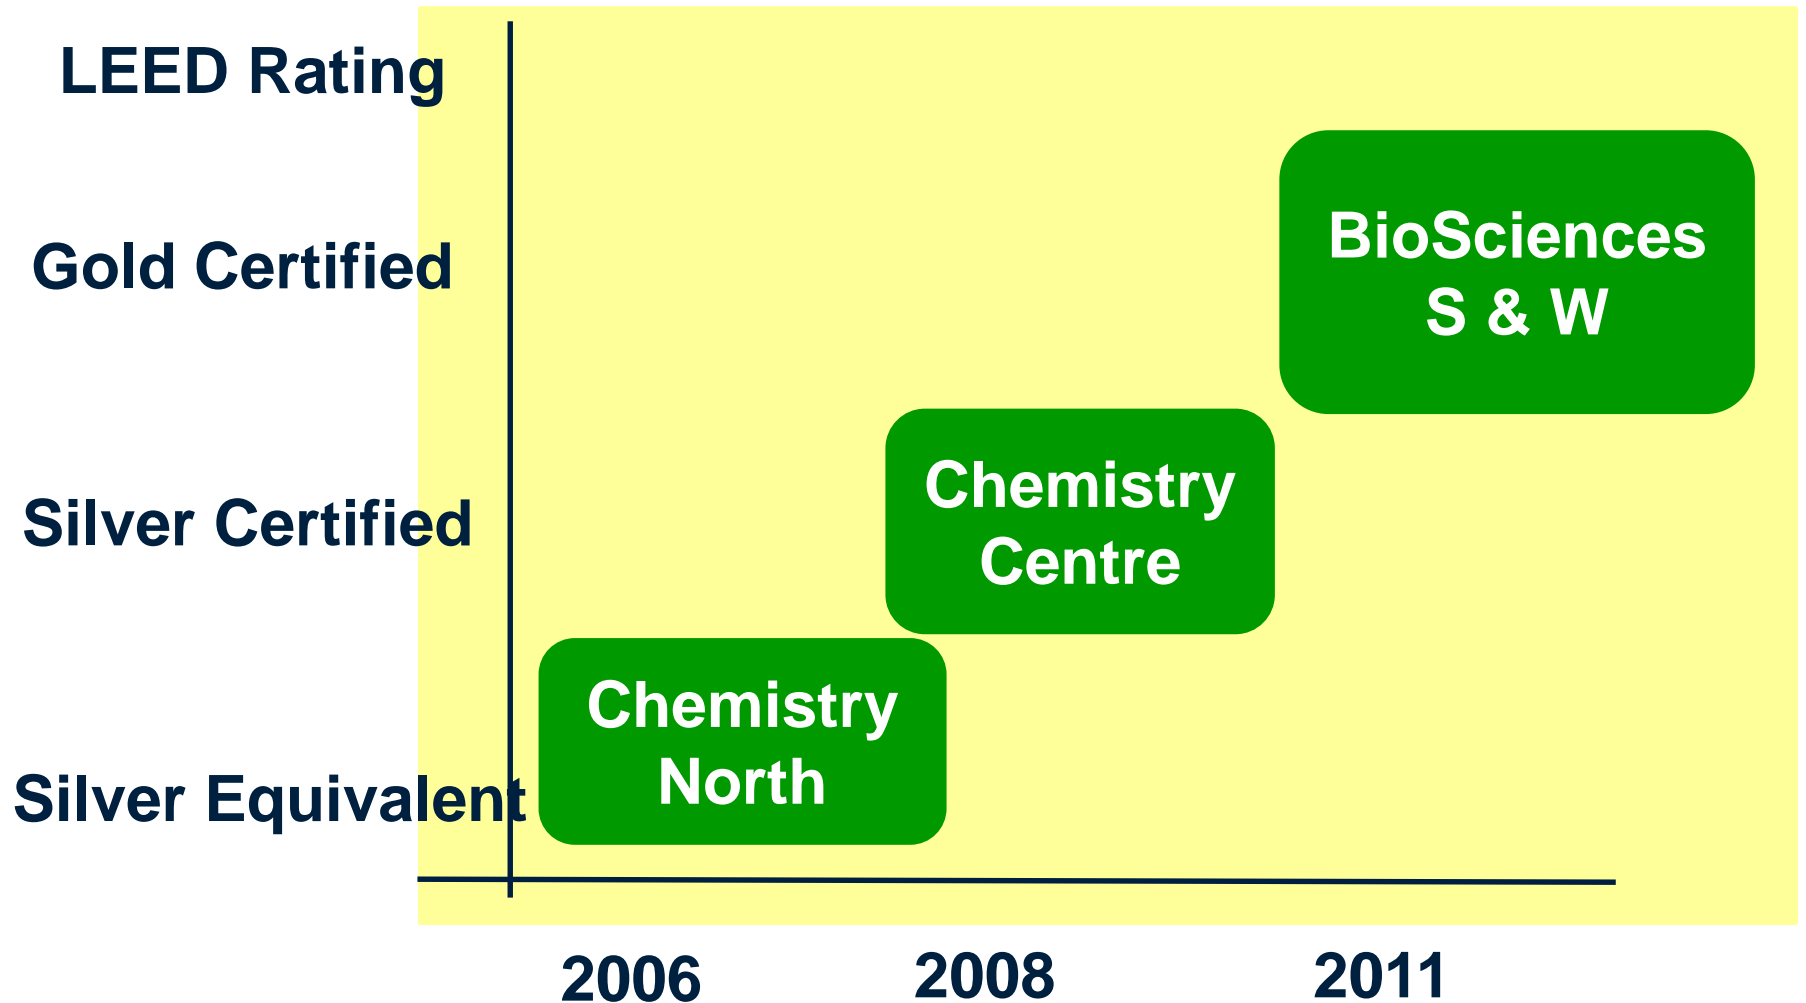 LEED Rating
Gold Certified
BioSciences
S & W
Silver Certified
Chemistry
Centre
Silver Equivalent
Chemistry
North
2006
2008
2011